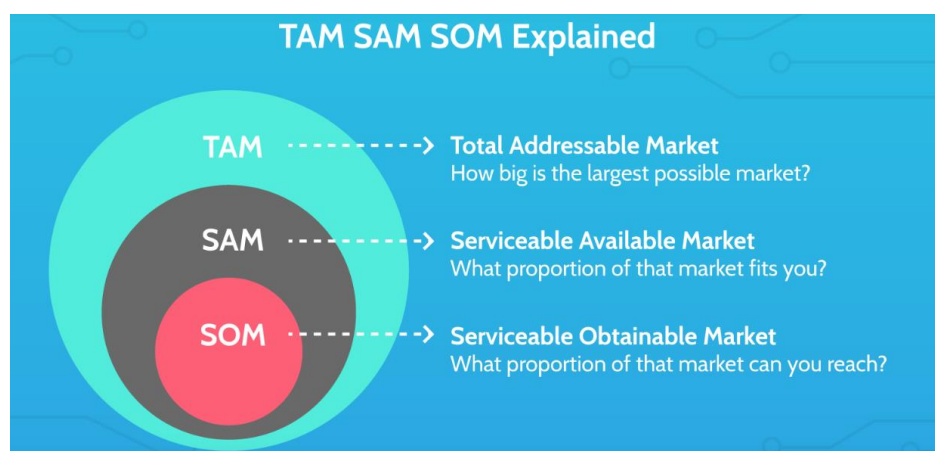 TAM SAM SOM Explained
TAM
Total Addressable Market
How big is the largest possible market?
SAM
Serviceable Available Market
What proportion of that market fits you?
SOM
Serviceable Obtainable Market
What proportion of that market can you reach?